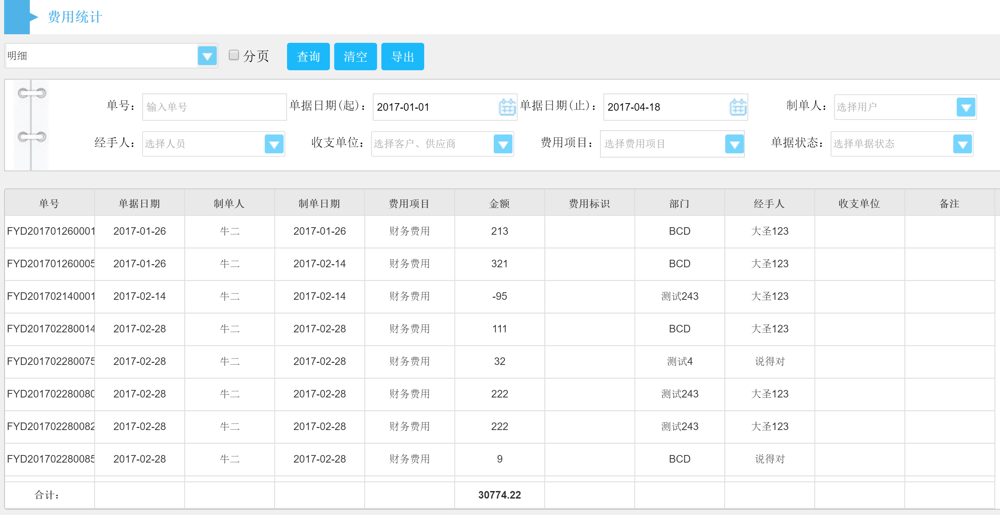 费用统计
明细 分页 查询 清空 导出
单号： 输入单号 单据日期(起)： 2017-01-01 单据日期(止)： 2017-04-18 制单人： 选择用户
经手人： 选择人员 收支单位： 选择客户、供应商 费用项目： 选择费用项目 单据状态： 选择单据状态
单号 单据日期 制单人 制单日期 费用项目 金额 费用标识 部门 经手人 收支单位 备注
FYD201701260001 2017-01-26 牛二 2017-01-26 财务费用 213 BCD 大圣123
FYD201701260005 2017-01-26 牛二 2017-02-14 财务费用 321 BCD 大圣123
FYD201702140001 2017-02-14 牛二 2017-02-14 财务费用 -95 测试243 大圣123
FYD201702280014 2017-02-28 牛二 2017-02-28 财务费用 111 BCD 大圣123
FYD201702280075 2017-02-28 牛二 2017-02-28 财务费用 32 测试4 说得对
FYD201702280080 2017-02-28 牛二 2017-02-28 财务费用 222 测试243 大圣123
FYD201702280082 2017-02-28 牛二 2017-02-28 财务费用 222 测试243 大圣123
FYD201702280085 2017-02-28 牛二 2017-02-28 财务费用 9 BCD 说得对
合计： 30774.22